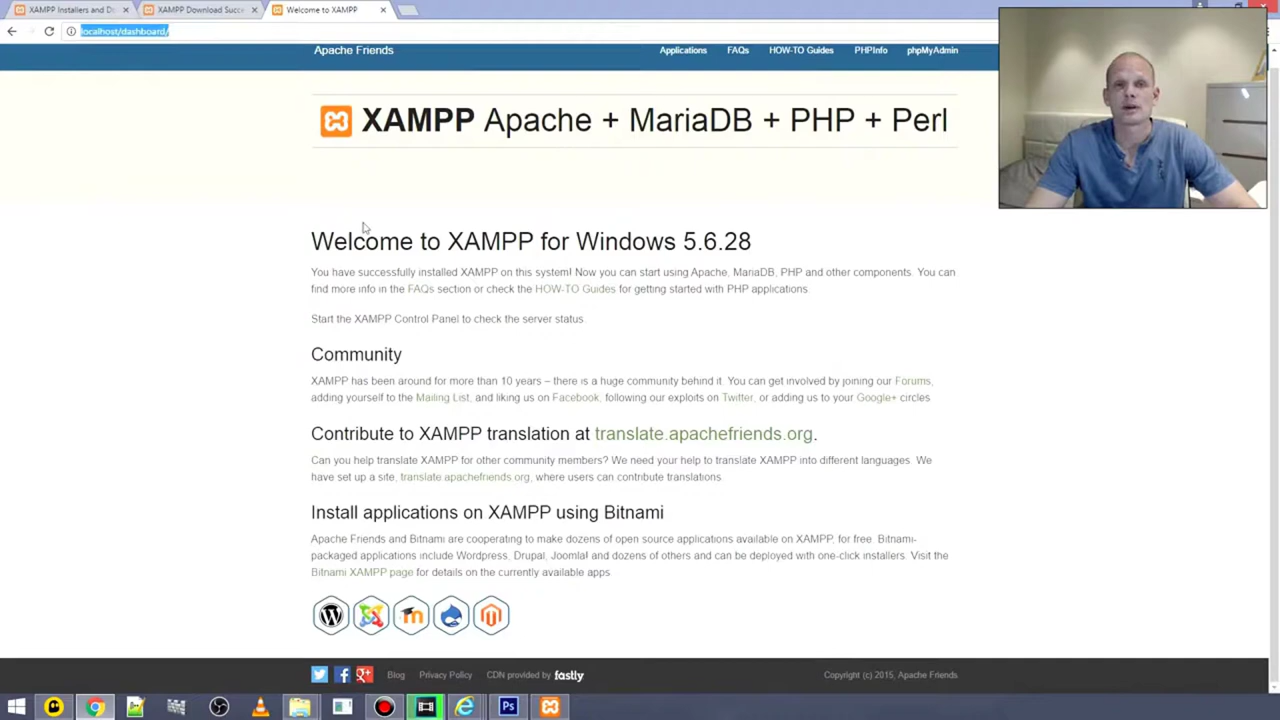 XAMPP Installers and Do
XAMPP Download Succ
Welcome to XAMPP
localhost/dashboard/
Apache Friends
Applications
FAQs
HOW-TO Guides
PHPInfo
phpMyAdmin
XAMPP Apache + MariaDB + PHP + Perl
Welcome to XAMPP for Windows 5.6.28
You have successfully installed XAMPP on this system! Now you can start using Apache, MariaDB, PHP and other components. You can
find more info in the FAQs section or check the HOW-TO Guides for getting started with PHP applications.
Start the XAMPP Control Panel to check the server status.
Community
XAMPP has been around for more than 10 years – there is a huge community behind it. You can get involved by joining our Forums,
adding yourself to the Mailing List, and liking us on Facebook, following our exploits on Twitter, or adding us to your Google+ circles
Contribute to XAMPP translation at translate.apachefriends.org.
Can you help translate XAMPP for other community members? We need your help to translate XAMPP into different languages. We
have set up a site, translate.apachefriends.org, where users can contribute translations.
Install applications on XAMPP using Bitnami
Apache Friends and Bitnami are cooperating to make dozens of open source applications available on XAMPP, for free. Bitnami-
packaged applications include Wordpress, Drupal, Joomla! and dozens of others and can be deployed with one-click installers. Visit the
Bitnami XAMPP page for details on the currently available apps.
Blog
Privacy Policy
CDN provided by fastly
Copyright (c) 2015, Apache Friends
Ps